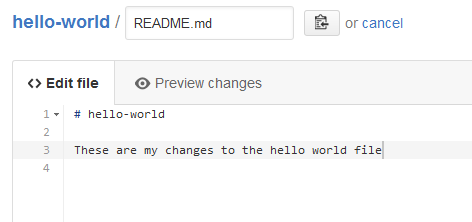 hello-world / README.md or cancel
<> Edit file Preview changes
1 # hello-world
2
3 These are my changes to the hello world file
4